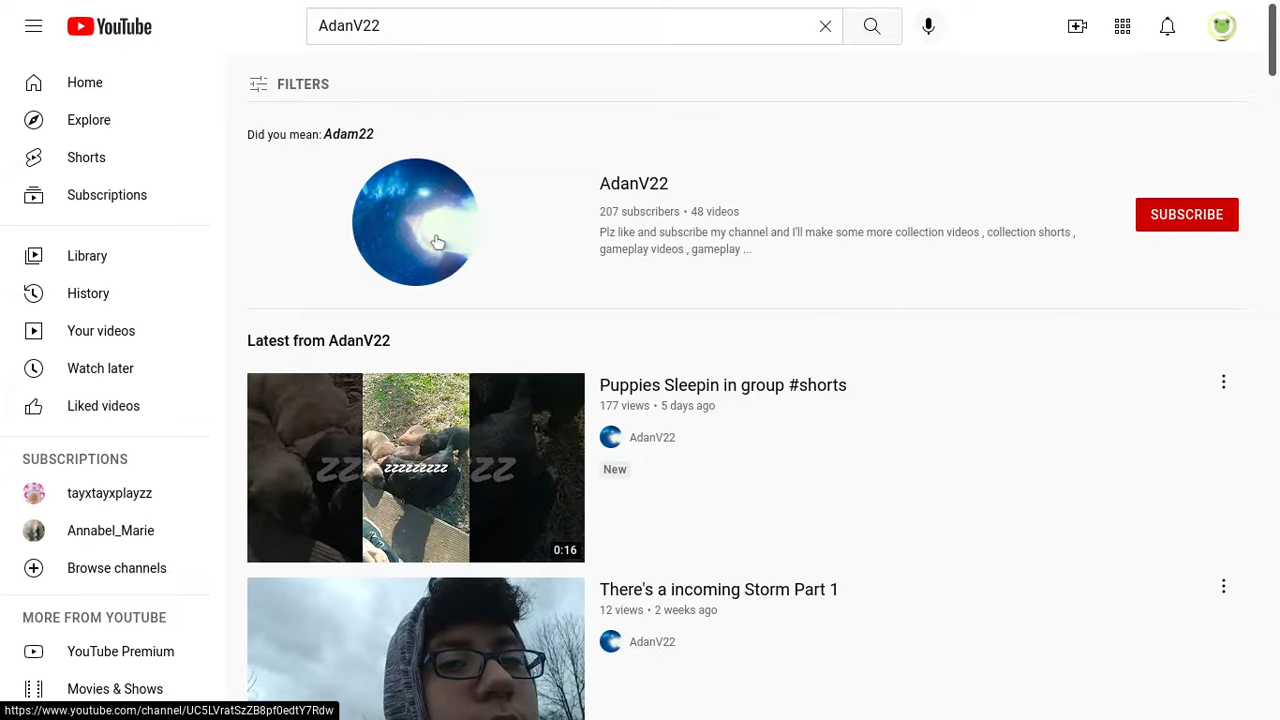 YouTube
AdanV22
Home
Explore
Shorts
Subscriptions
Library
History
Your videos
Watch later
Liked videos
SUBSCRIPTIONS
tayxtayxplayzz
Annabel_Marie
Browse channels
MORE FROM YOUTUBE
YouTube Premium
Movies & Shows
https://www.youtube.com/channel/UC5LVratSzZB8pf0edtY7Rdw
FILTERS
Did you mean: Adam22
AdanV22
207 subscribers • 48 videos
Plz like and subscribe my channel and I'll make some more collection videos , collection shorts ,
gameplay videos , gameplay ...
SUBSCRIBE
Latest from AdanV22
zz zzzzzzzzz zz
0:16
Puppies Sleepin in group #shorts
177 views • 5 days ago
AdanV22
New
There's a incoming Storm Part 1
12 views • 2 weeks ago
AdanV22